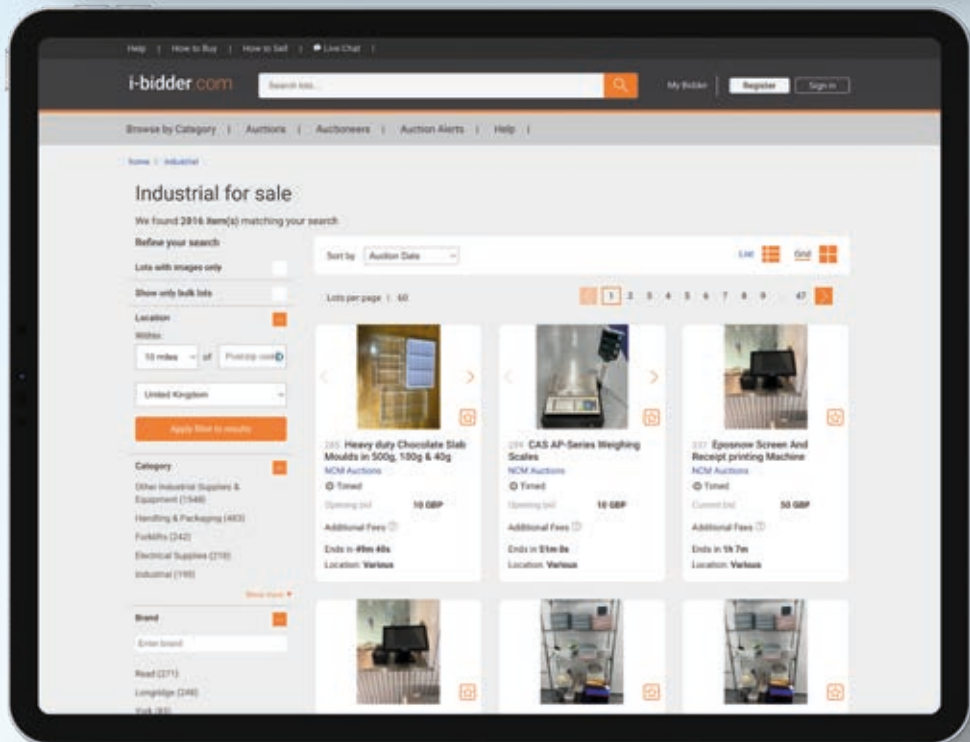 Help | How to Buy | How to Sell | Live Chat |
i-bidder.com
Search lots...
My Bidder
Register
Sign in
Browse by Category | Auctions | Auctioneers | Auction Alerts | Help |
home | industrial
Industrial for sale
We found 2816 item(s) matching your search
Refine your search
Lots with images only
Show only bulk lots
Location
Within
10 miles of
United Kingdom
Apply filter to results
Category
Other Industrial Supplies &
Equipment (1548)
Handling & Packaging (483)
Forklifts (242)
Electrical Supplies (210)
Industrial (195)
Show more
Brand
Enter brand
Read (271)
Longridge (248)
York (83)
Sort by Auction Date
List Grid
Lots per page | 60
1 2 3 4 5 6 7 8 9 47
Heavy duty Chocolate Slab
Moulds in 500g, 100g & 40g
NCM Auctions
Timed
Opening bid 10 GBP
Additional Fees
Ends in 49m 40s
Location: Various
CAS AP-Series Weighing
Scales
NCM Auctions
Timed
Opening bid 10 GBP
Additional Fees
Ends in 51m 0s
Location: Various
Eposnow Screen And
Receipt printing Machine
NCM Auctions
Timed
Current bid 50 GBP
Additional Fees
Ends in 1h 7m
Location: Various